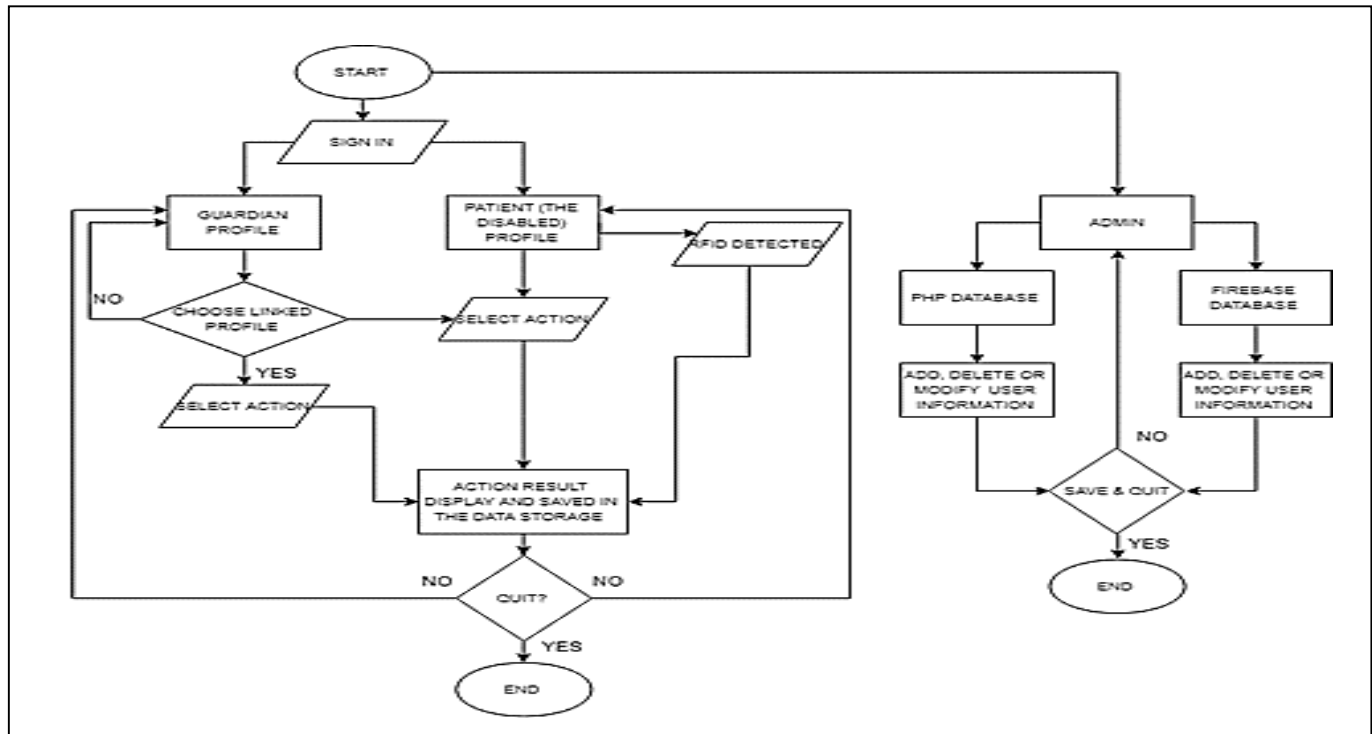 START
SIGN IN
GUARDIAN
PROFILE
PATIENT (THE
DISABLED)
PROFILE
RFID DETECTED
ADMIN
NO
CHOOSE LINKED
PROFILE
SELECT ACTION
PHP DATABASE
FIREBASE
DATABASE
YES
SELECT ACTION
ADD, DELETE OR
MODIFY USER
INFORMATION
ADD, DELETE OR
MODIFY USER
INFORMATION
NO
ACTION RESULT
DISPLAY AND SAVED IN
THE DATA STORAGE
SAVE & QUIT
YES
NO
QUIT?
NO
END
YES
END